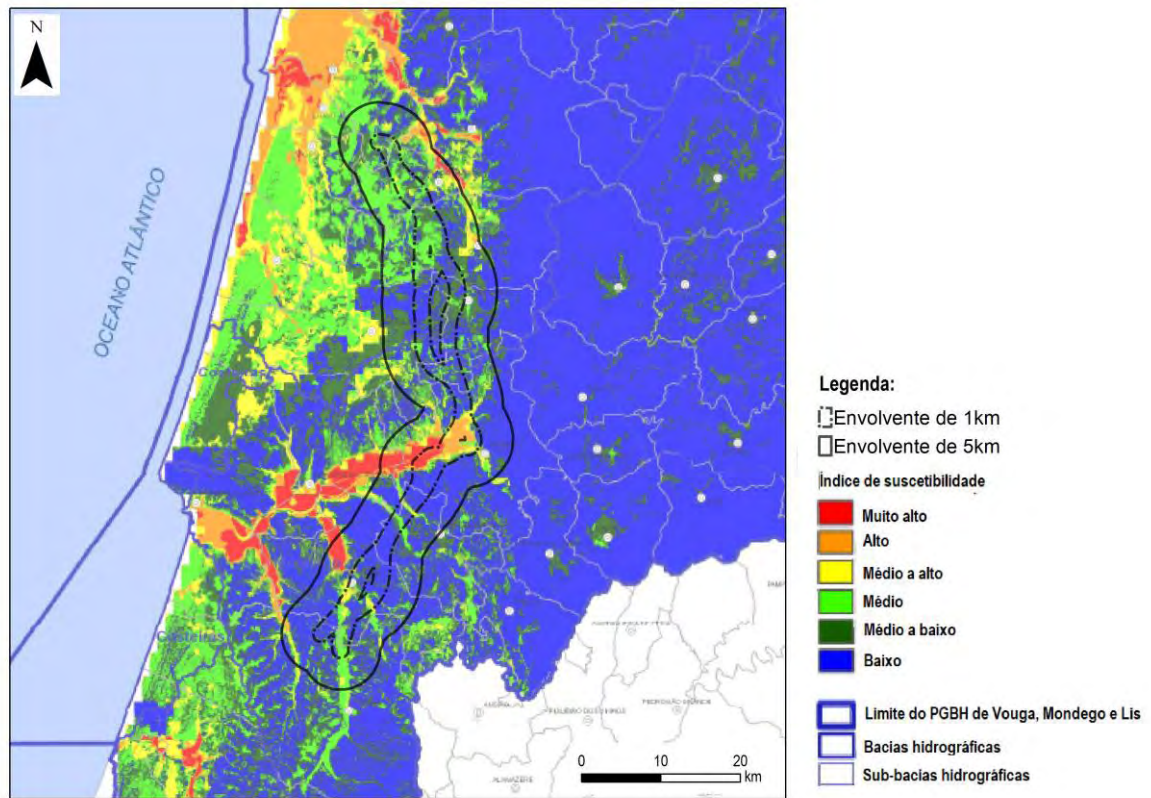 N
OCEANO ATLÂNTICO
Costeiras
0 10 20
km
Legenda:
Envolvente de 1km
Envolvente de 5km
Índice de suscetibilidade
Muito alto
Alto
Médio a alto
Médio
Médio a baixo
Baixo
Limite do PGBH de Vouga, Mondego e Lis
Bacias hidrográficas
Sub-bacias hidrográficas